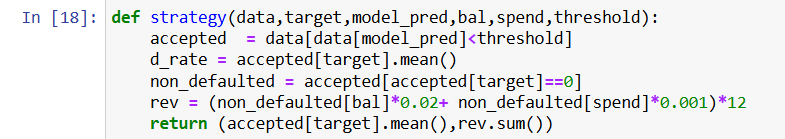 In [18]: def strategy(data,target,model_pred,bal,spend,threshold):
accepted  = data[data[model_pred]<threshold]
d_rate = accepted[target].mean()
non_defaulted = accepted[accepted[target]==0]
rev = (non_defaulted[bal]*0.02+ non_defaulted[spend]*0.001)*12
return (accepted[target].mean(),rev.sum())